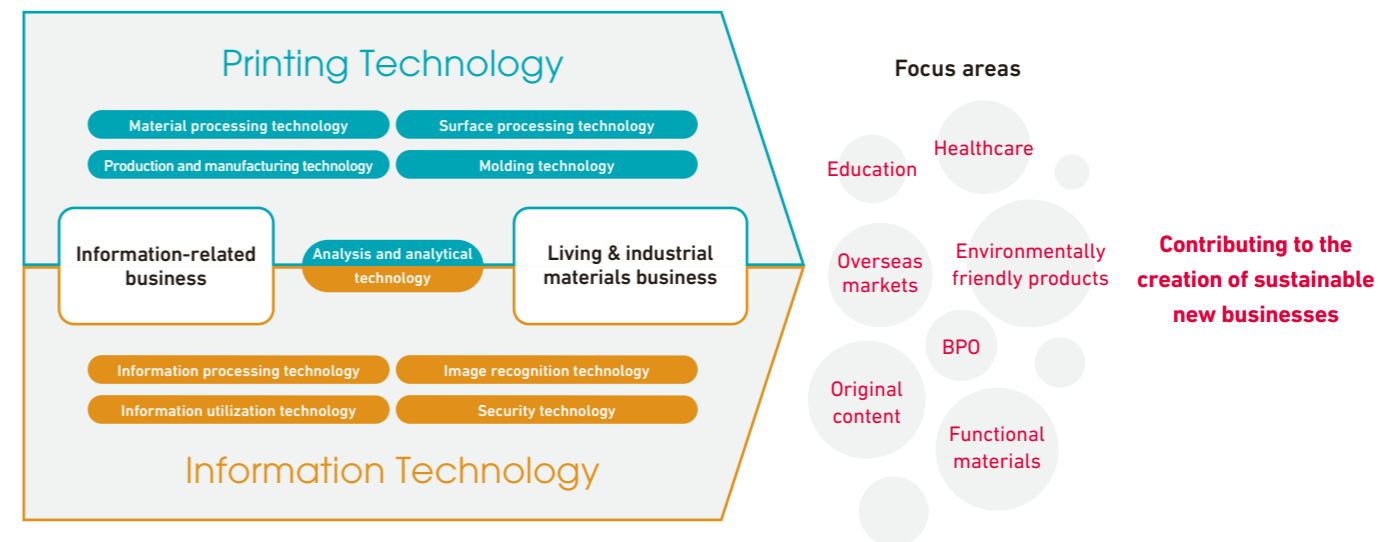 Printing Technology
Material processing technology
Surface processing technology
Production and manufacturing technology
Molding technology
Information-related
business
Analysis and analytical
technology
Living & industrial
materials business
Information processing technology
Image recognition technology
Information utilization technology
Security technology
Information Technology
Focus areas
Healthcare
Education
Overseas
markets
Environmentally
friendly products
BPO
Original
content
Functional
materials
Contributing to the
creation of sustainable
new businesses